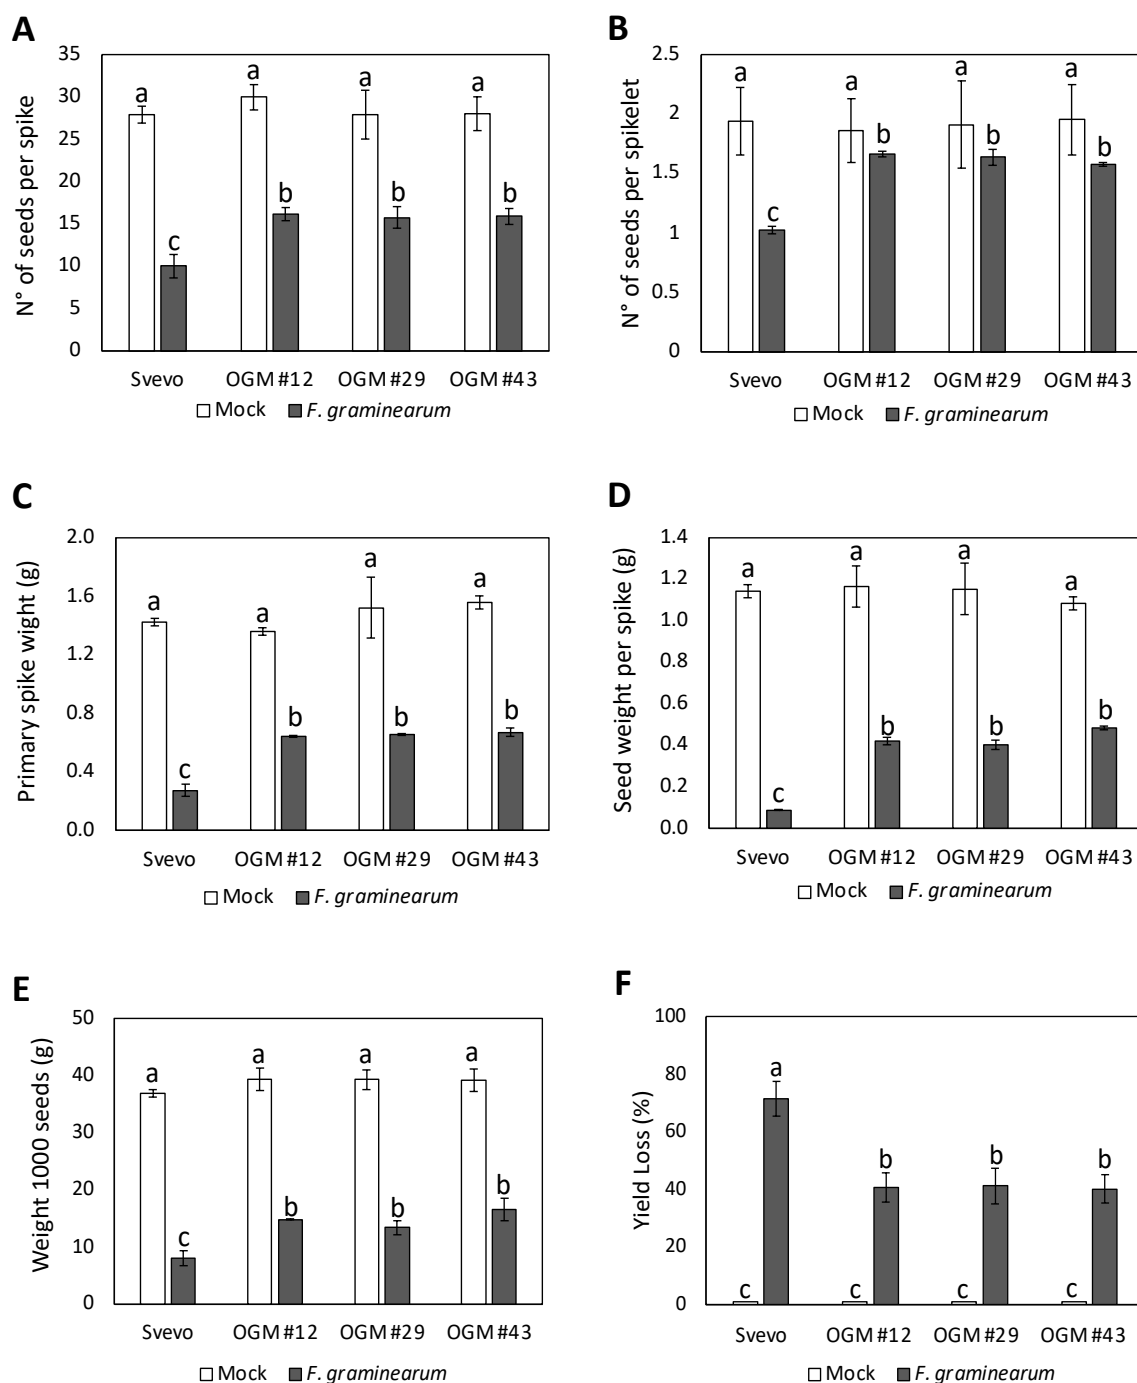 A
N° of seeds per spike
35
30
25
20
15
10
5
0
a
c
a
b
a
b
a
b
Svevo OGM #12 OGM #29 OGM #43
Mock F. graminearum
B
N° of seeds per spikelet
2.5
2
1.5
1
0.5
0
a
c
a
b
a
b
a
b
Svevo OGM #12 OGM #29 OGM #43
Mock F. graminearum
C
Primary spike wight (g)
2.0
1.6
1.2
0.8
0.4
0.0
a
c
a
b
a
b
a
b
Svevo OGM #12 OGM #29 OGM #43
Mock F. graminearum
D
Seed weight per spike (g)
1.4
1.2
1.0
0.8
0.6
0.4
0.2
0.0
a
c
a
b
a
b
a
b
Svevo OGM #12 OGM #29 OGM #43
Mock F. graminearum
E
Weight 1000 seeds (g)
50
40
30
20
10
0
a
c
a
b
a
b
a
b
Svevo OGM #12 OGM #29 OGM #43
Mock F. graminearum
F
Yield Loss (%)
100
80
60
40
20
0
c
a
c
b
c
b
c
b
Svevo OGM #12 OGM #29 OGM #43
Mock F. graminearum